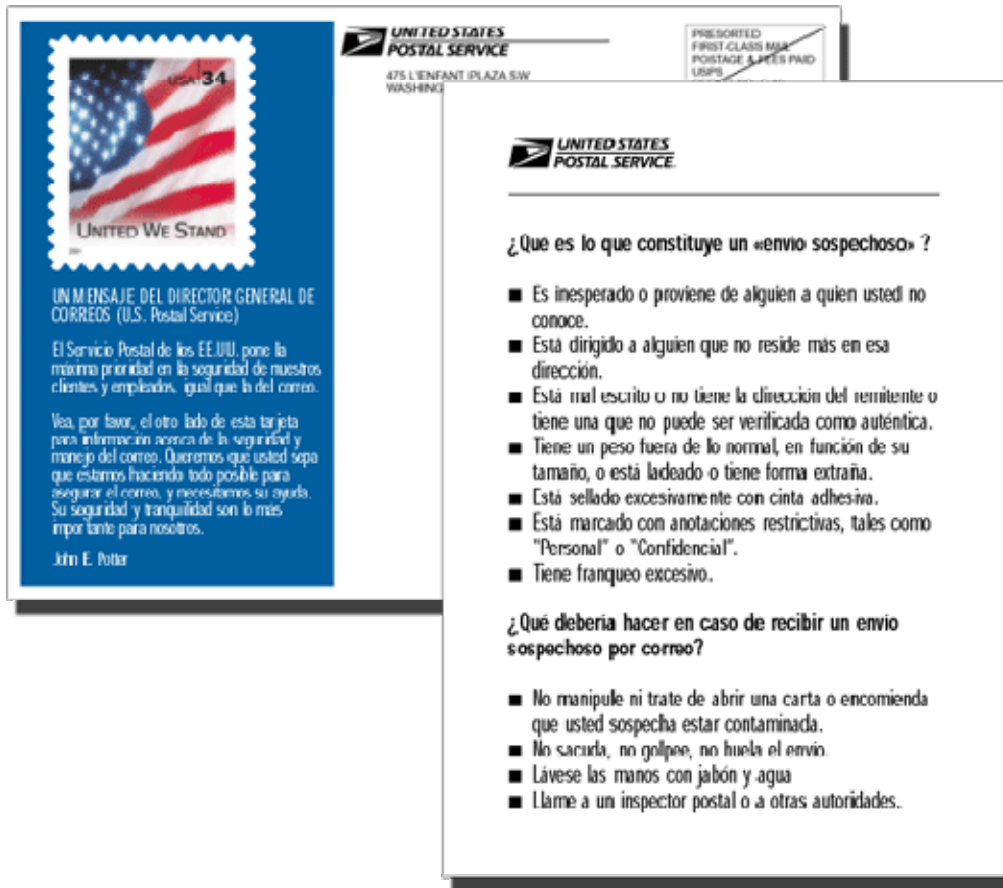 USA 34
UNITED WE STAND
UN MENSAJE DEL DIRECTOR GENERAL DE
CORREOS (U.S. Postal Service)
El Servicio Postal de los EE.UU. pone la
máxima prioridad en la seguridad de nuestros
clientes y empleados, igual que la del correo.
Vea, por favor, el otro lado de esta tarjeta
para información acerca de la seguridad y
manejo del correo. Queremos que usted sepa
que estamos haciendo todo posible para
asegurar el correo, y necesitamos su ayuda.
Su seguridad y tranquilidad son lo más
importante para nosotros.
John E. Potter
UNITED STATES
POSTAL SERVICE
475 L'ENFANT PLAZA SW
WASHING
PRESORTED
FIRST-CLASS MAIL
POSTAGE & FEES PAID
USPS
UNITED STATES
POSTAL SERVICE.
¿Qué es lo que constituye un «envío sospechoso» ?
■ Es inesperado o proviene de alguien a quien usted no
conoce.
■ Está dirigido a alguien que no reside más en esa
dirección.
■ Está mal escrito o no tiene la dirección del remitente o
tiene una que no puede ser verificada como auténtica.
■ Tiene un peso fuera de lo normal, en función de su
tamaño, o está ladeado o tiene forma extraña.
■ Está sellado excesivamente con cinta adhesiva.
■ Está marcado con anotaciones restrictivas, tales como
"Personal" o "Confidencial".
■ Tiene franqueo excesivo.
¿Qué debería hacer en caso de recibir un envío
sospechoso por correo?
■ No manipule ni trate de abrir una carta o encomienda
que usted sospecha estar contaminada.
■ No sacuda, no golpee, no huela el envío.
■ Lávese las manos con jabón y agua
■ Llame a un inspector postal o a otras autoridades.